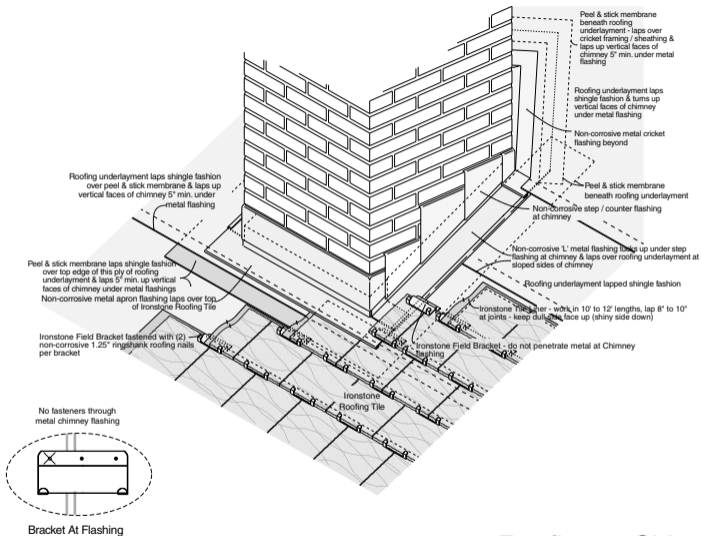 Peel & stick membrane
beneath roofing
underlayment - laps over
cricket framing / sheathing &
laps up vertical faces of
chimney 5" min. under metal
flashing
Roofing underlayment laps
shingle fashion & turns up
vertical faces of chimney
under metal flashing
Non-corrosive metal cricket
flashing beyond
Peel & stick membrane
beneath roofing underlayment
Non-corrosive step / counter flashing
at chimney
Non-corrosive 'L' metal flashing tucks up under step
flashing at chimney & laps over roofing underlayment at
sloped sides of chimney
Roofing underlayment lapped shingle fashion
Ironstone Tile Liner - work in 10' to 12' lengths, lap 8" to 10"
at joints - keep dull side face up (shiny side down)
Ironstone Field Bracket - do not penetrate metal at Chimney
flashing
Roofing underlayment laps shingle fashion
over peel & stick membrane & laps up
vertical faces of chimney 5" min. under
metal flashing
Peel & stick membrane laps shingle fashion
over top edge of this ply of roofing
underlayment & laps 5" min. up vertical
faces of chimney under metal flashings
Non-corrosive metal apron flashing laps over top
of Ironstone Roofing Tile
Ironstone Field Bracket fastened with (2)
non-corrosive 1.25" ringshank roofing nails
per bracket
Ironstone
Roofing Tile
No fasteners through
metal chimney flashing
Bracket At Flashing